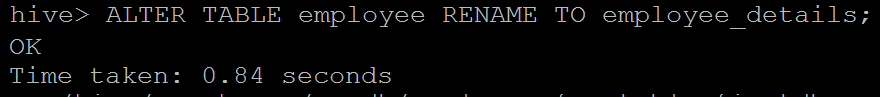 hive> ALTER TABLE employee RENAME TO employee_details;
OK
Time taken: 0.84 seconds